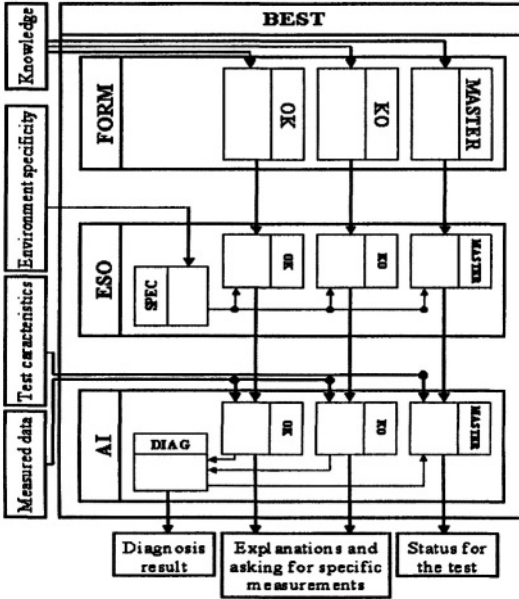 BEST
Knowledge
FORM
OK
KO
MASTER
Environment specificity
ESO
SPEC
OK
KO
MASTER
Test caracteristics
Measured data
AI
DIAG
OK
KO
MASTER
Diagnosis
result
Explanations and
asking for specific
measurements
Status for
the test